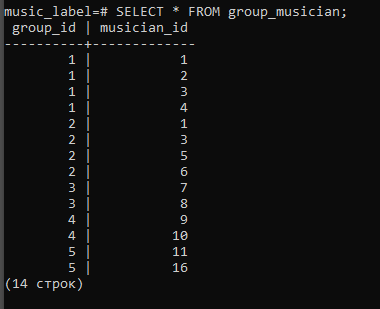 music_label=# SELECT * FROM group_musician;
 group_id | musician_id
----------+-------------
        1 |           1
        1 |           2
        1 |           3
        1 |           4
        2 |           1
        2 |           3
        2 |           5
        2 |           6
        3 |           7
        3 |           8
        4 |           9
        4 |          10
        5 |          11
        5 |          16
(14 строк)